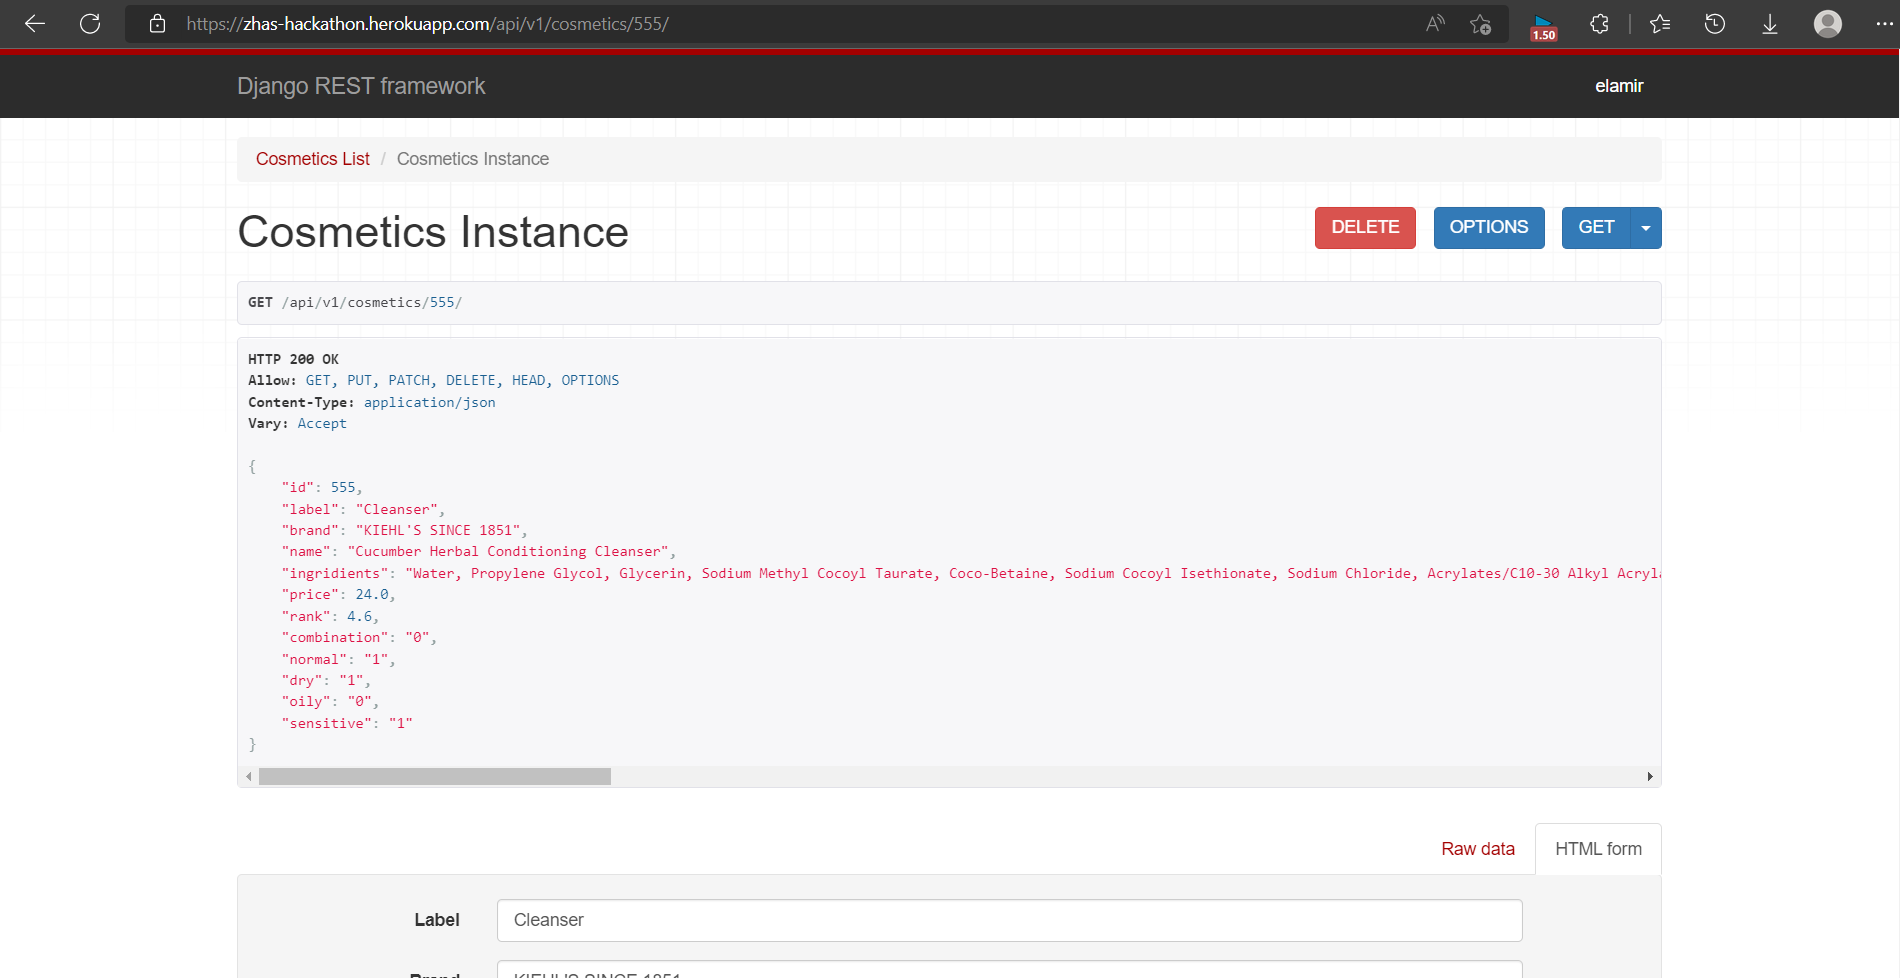 https://zhas-hackathon.herokuapp.com/api/v1/cosmetics/555/
1.50
Django REST framework
elamir
Cosmetics List / Cosmetics Instance
Cosmetics Instance
DELETE
OPTIONS
GET
GET /api/v1/cosmetics/555/
HTTP 200 OK
Allow: GET, PUT, PATCH, DELETE, HEAD, OPTIONS
Content-Type: application/json
Vary: Accept
{
"id": 555,
"label": "Cleanser",
"brand": "KIEHL'S SINCE 1851",
"name": "Cucumber Herbal Conditioning Cleanser",
"ingridients": "Water, Propylene Glycol, Glycerin, Sodium Methyl Cocoyl Taurate, Coco-Betaine, Sodium Cocoyl Isethionate, Sodium Chloride, Acrylates/C10-30 Alkyl Acryla
"price": 24.0,
"rank": 4.6,
"combination": "0",
"normal": "1",
"dry": "1",
"oily": "0",
"sensitive": "1"
}
Raw data
HTML form
Label
Cleanser
Brand
KIEHL'S SINCE 1851